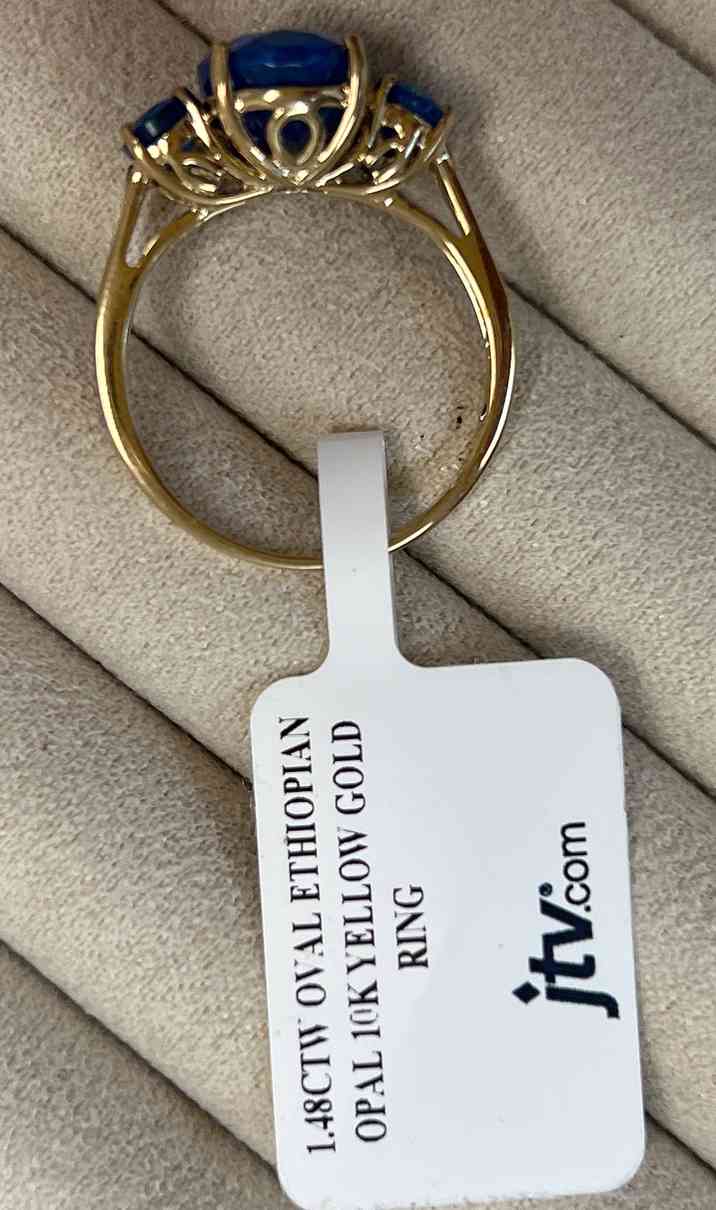 1.48CTW OVAL ETHIOPIAN
OPAL 10K YELLOW GOLD
RING
jtv®.com